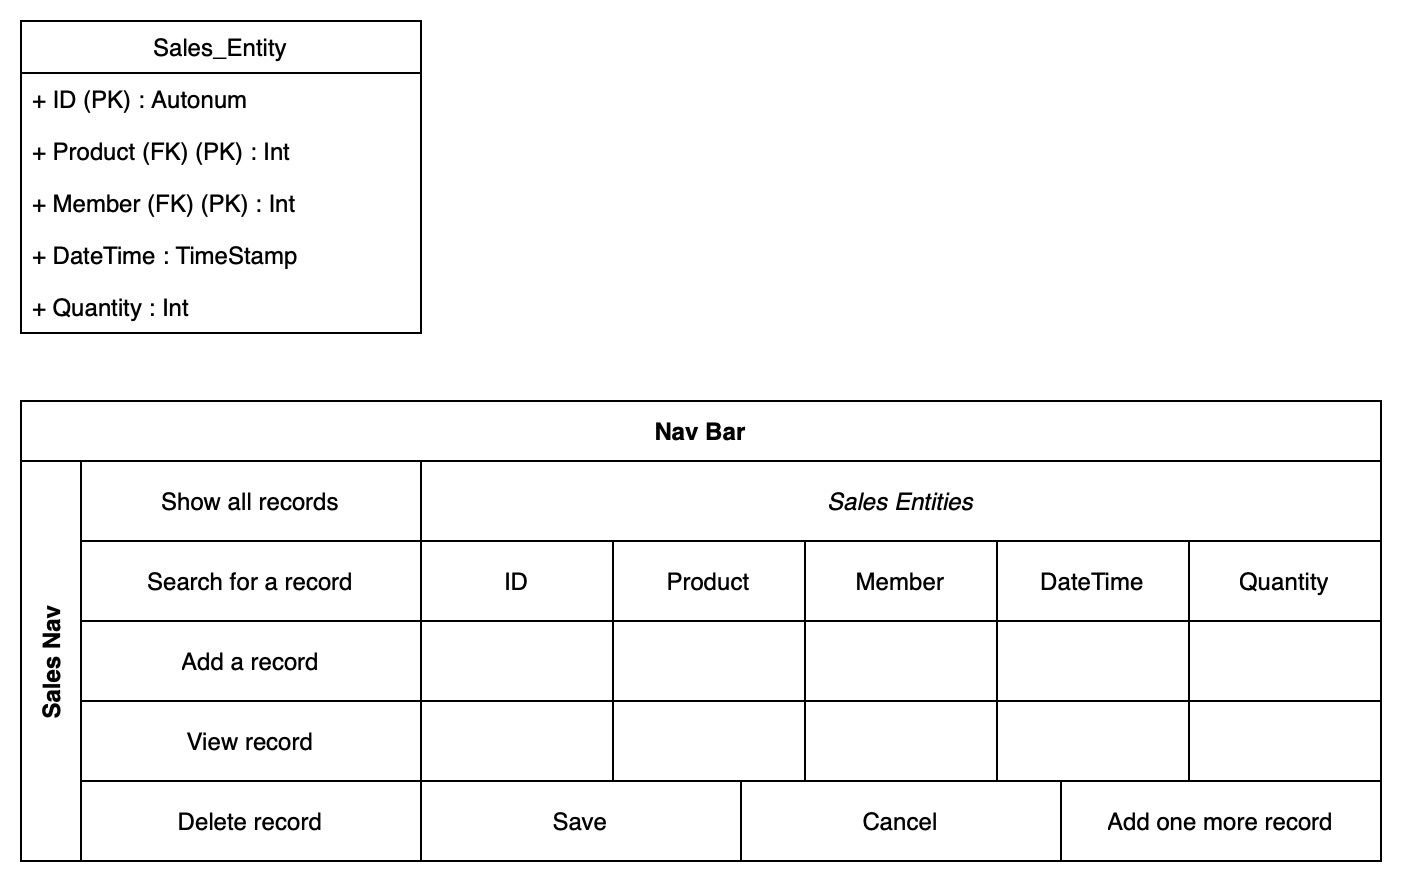 Sales_Entity
+ ID (PK) : Autonum
+ Product (FK) (PK) : Int
+ Member (FK) (PK) : Int
+ DateTime : TimeStamp
+ Quantity : Int
Nav Bar
Sales Nav
Show all records
Sales Entities
Search for a record
ID
Product
Member
DateTime
Quantity
Add a record
View record
Delete record
Save
Cancel
Add one more record